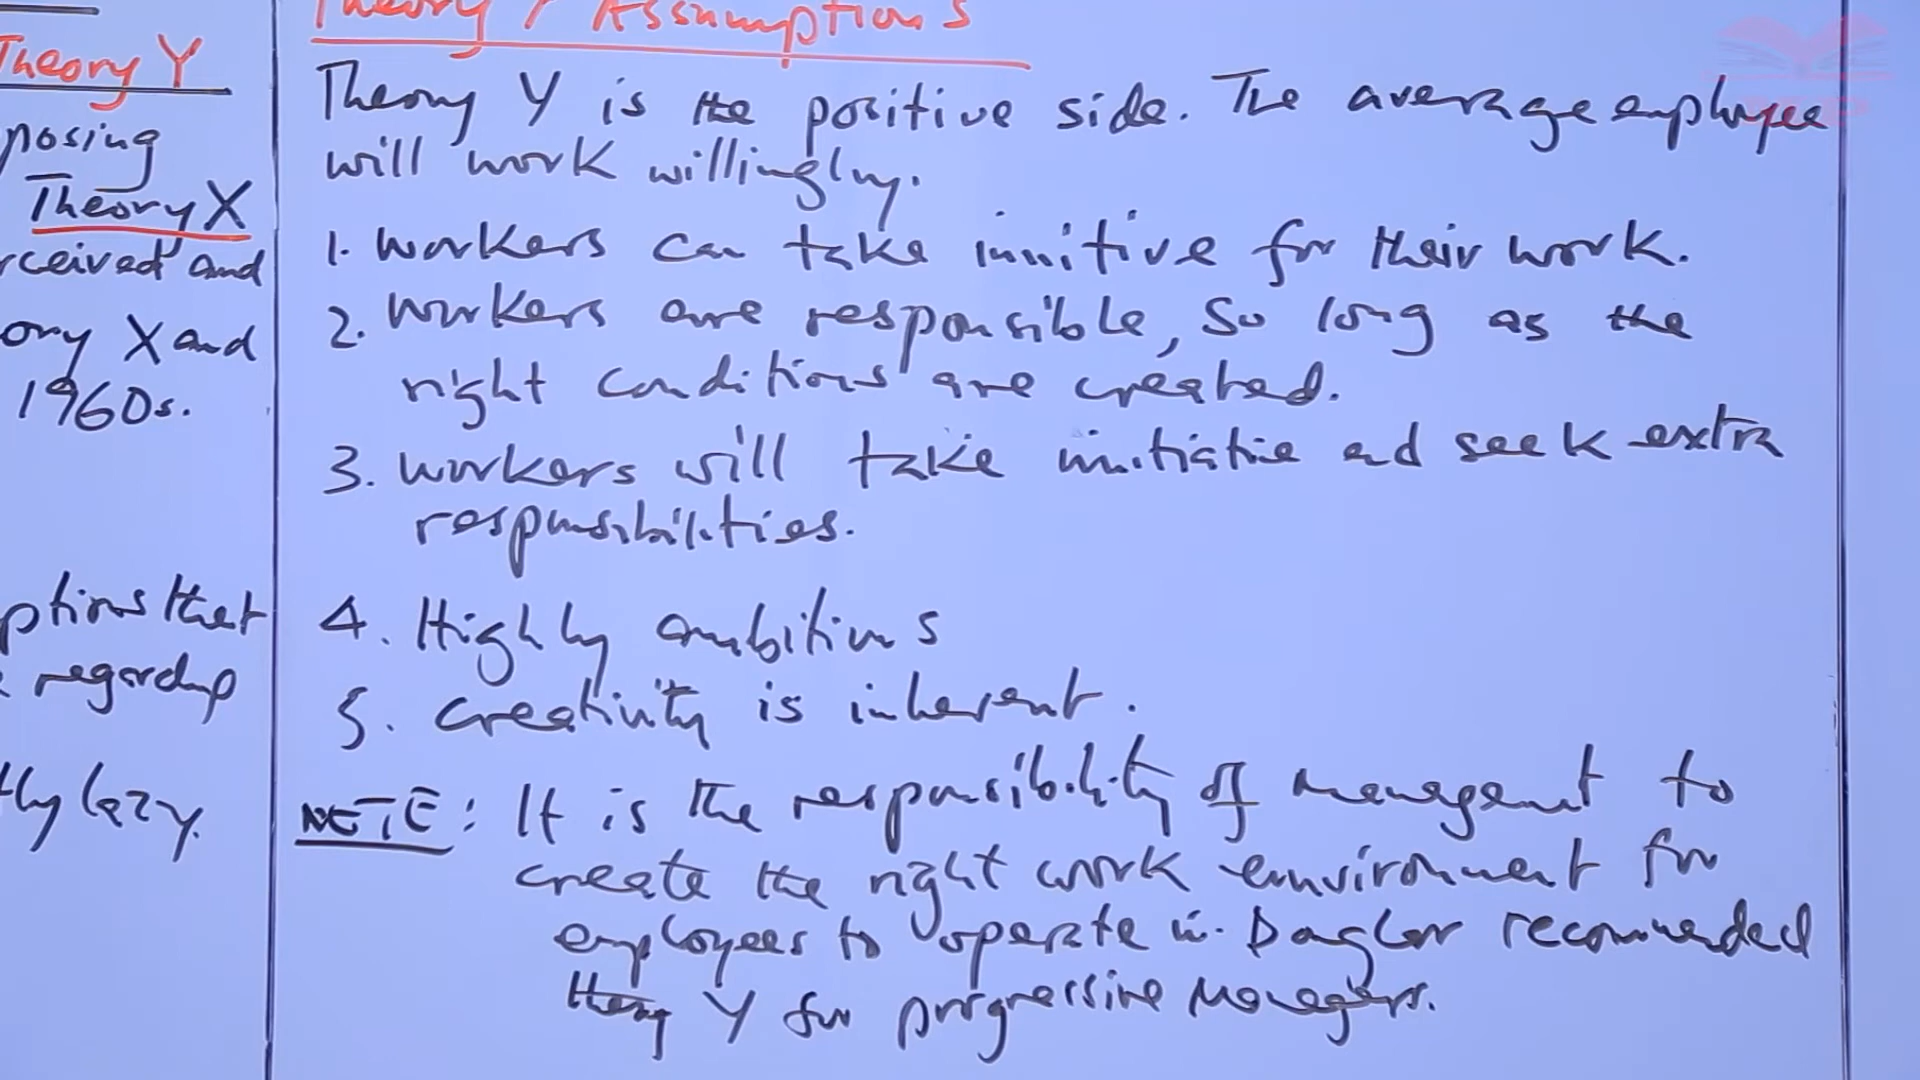 Theory Y
posing
Theory X
rceived and
ory X and
1960s.
ptions that
regarding
tly lazy.
Theory Y Assumptions
Theory Y is the positive side. The average employee
will work willingly.
1. Workers can take initive for their work.
2. Workers are responsible, so long as the
right conditions are created.
3. Workers will take initiative and seek extra
responsibilities.
4. Highly ambitious
5. Creativity is inherent.
NOTE: It is the responsibility of management to
create the right work environment for
employees to operate in. Douglas recommended
theory Y for progressive managers.